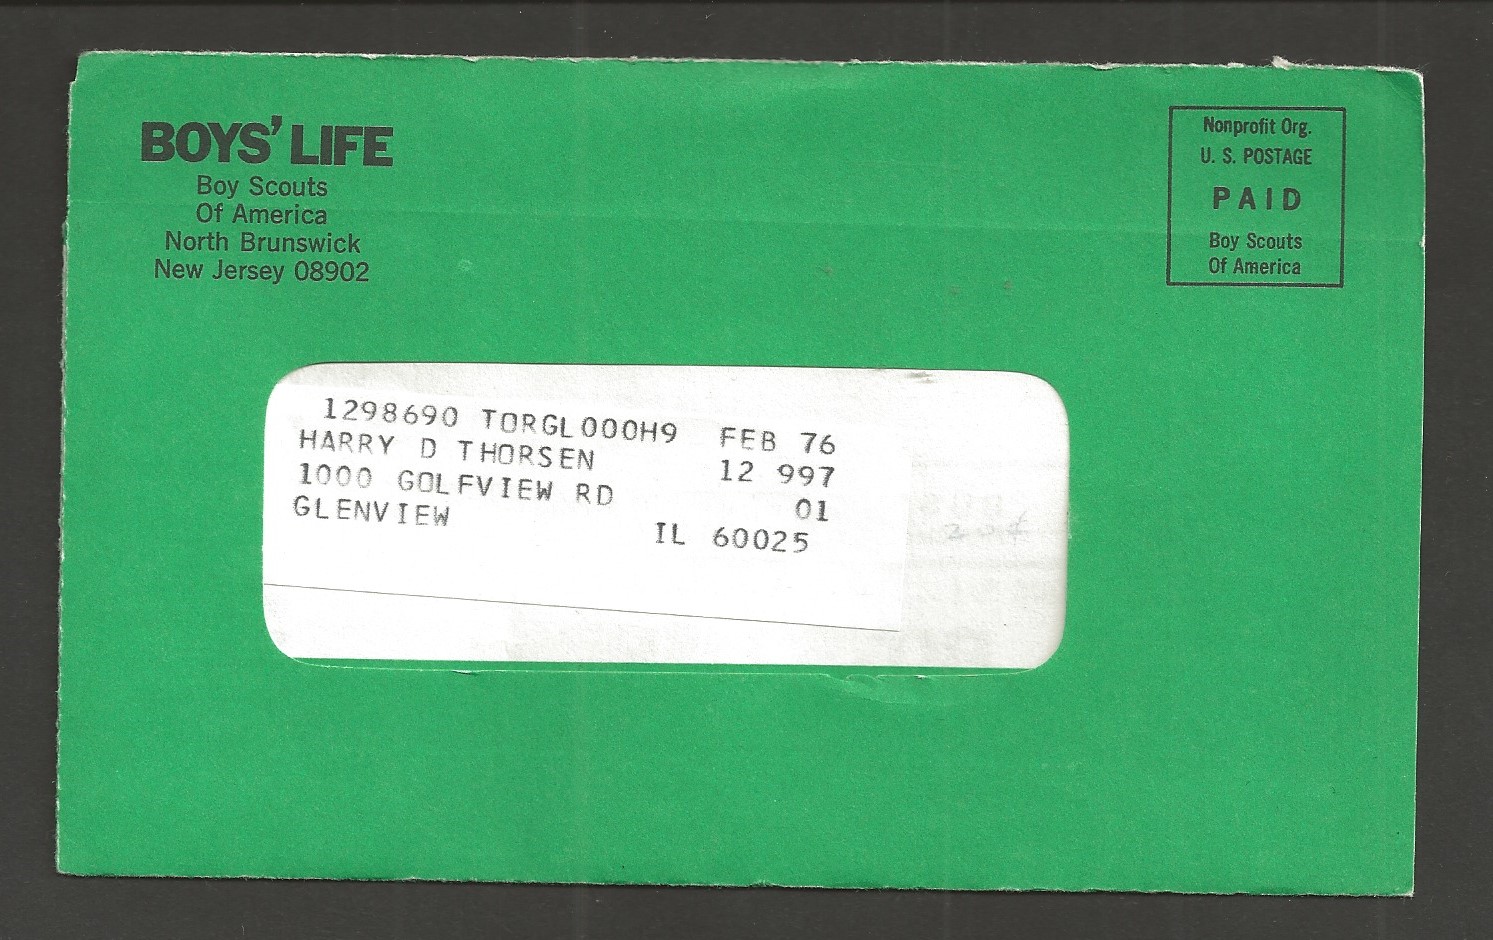 BOYS' LIFE
Boy Scouts
Of America
North Brunswick
New Jersey 08902
Nonprofit Org.
U. S. POSTAGE
PAID
Boy Scouts
Of America
1298690 TORGL000H9 FEB 76
HARRY D THORSEN 12 997
1000 GOLFVIEW RD 01
GLENVIEW IL 60025
20¢